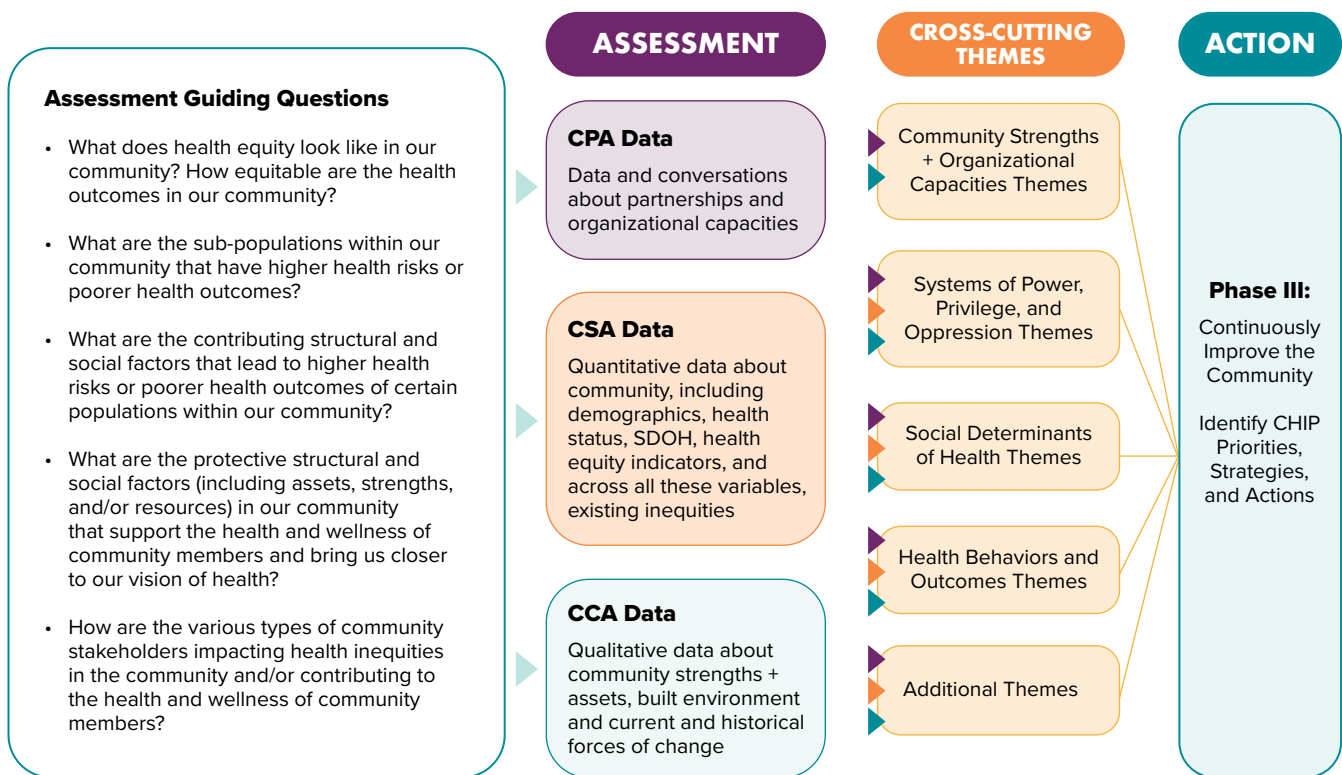 ASSESSMENT
CROSS-CUTTING
THEMES
ACTION
Assessment Guiding Questions
• What does health equity look like in our
community? How equitable are the health
outcomes in our community?
• What are the sub-populations within our
community that have higher health risks or
poorer health outcomes?
• What are the contributing structural and
social factors that lead to higher health
risks or poorer health outcomes of certain
populations within our community?
• What are the protective structural and
social factors (including assets, strengths,
and/or resources) in our community
that support the health and wellness of
community members and bring us closer
to our vision of health?
• How are the various types of community
stakeholders impacting health inequities
in the community and/or contributing to
the health and wellness of community
members?
CPA Data
Data and conversations
about partnerships and
organizational capacities
CSA Data
Quantitative data about
community, including
demographics, health
status, SDOH, health
equity indicators, and
across all these variables,
existing inequities
CCA Data
Qualitative data about
community strengths +
assets, built environment
and current and historical
forces of change
Community Strengths
+ Organizational
Capacities Themes
Systems of Power,
Privilege, and
Oppression Themes
Social Determinants
of Health Themes
Health Behaviors and
Outcomes Themes
Additional Themes
Phase III:
Continuously
Improve the
Community
Identify CHIP
Priorities,
Strategies,
and Actions